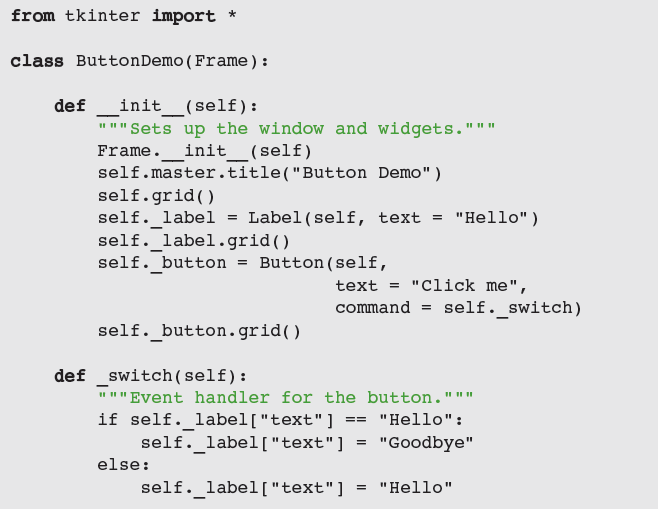 from tkinter import *
class ButtonDemo(Frame):
    def __init__(self):
        """Sets up the window and widgets."""
        Frame.__init__(self)
        self.master.title("Button Demo")
        self.grid()
        self._label = Label(self, text = "Hello")
        self._label.grid()
        self._button = Button(self,
                              text = "Click me",
                              command = self._switch)
        self._button.grid()
    def _switch(self):
        """Event handler for the button."""
        if self._label["text"] == "Hello":
            self._label["text"] = "Goodbye"
        else:
            self._label["text"] = "Hello"